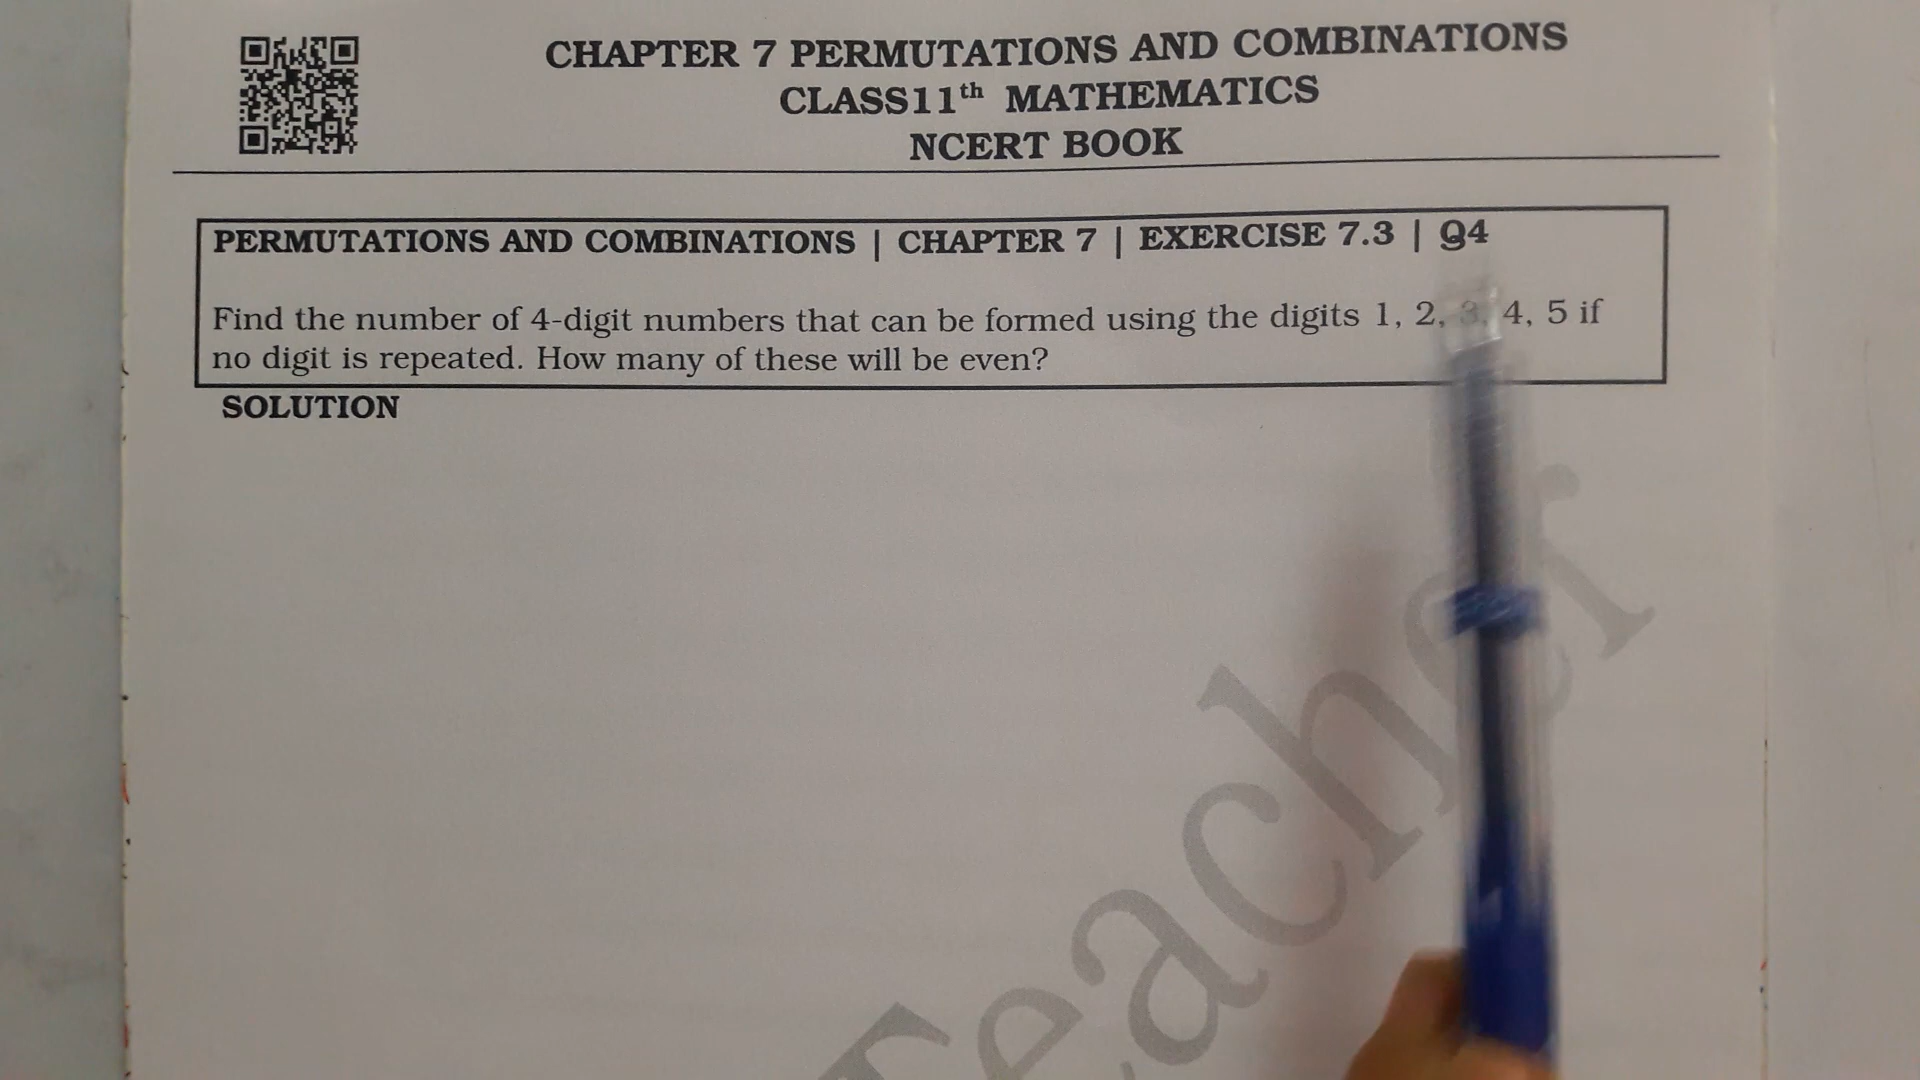 CHAPTER 7 PERMUTATIONS AND COMBINATIONS
CLASS11th MATHEMATICS
NCERT BOOK
PERMUTATIONS AND COMBINATIONS | CHAPTER 7 | EXERCISE 7.3 | Q4
Find the number of 4-digit numbers that can be formed using the digits 1, 2, 3, 4, 5 if
no digit is repeated. How many of these will be even?
SOLUTION
Teacher